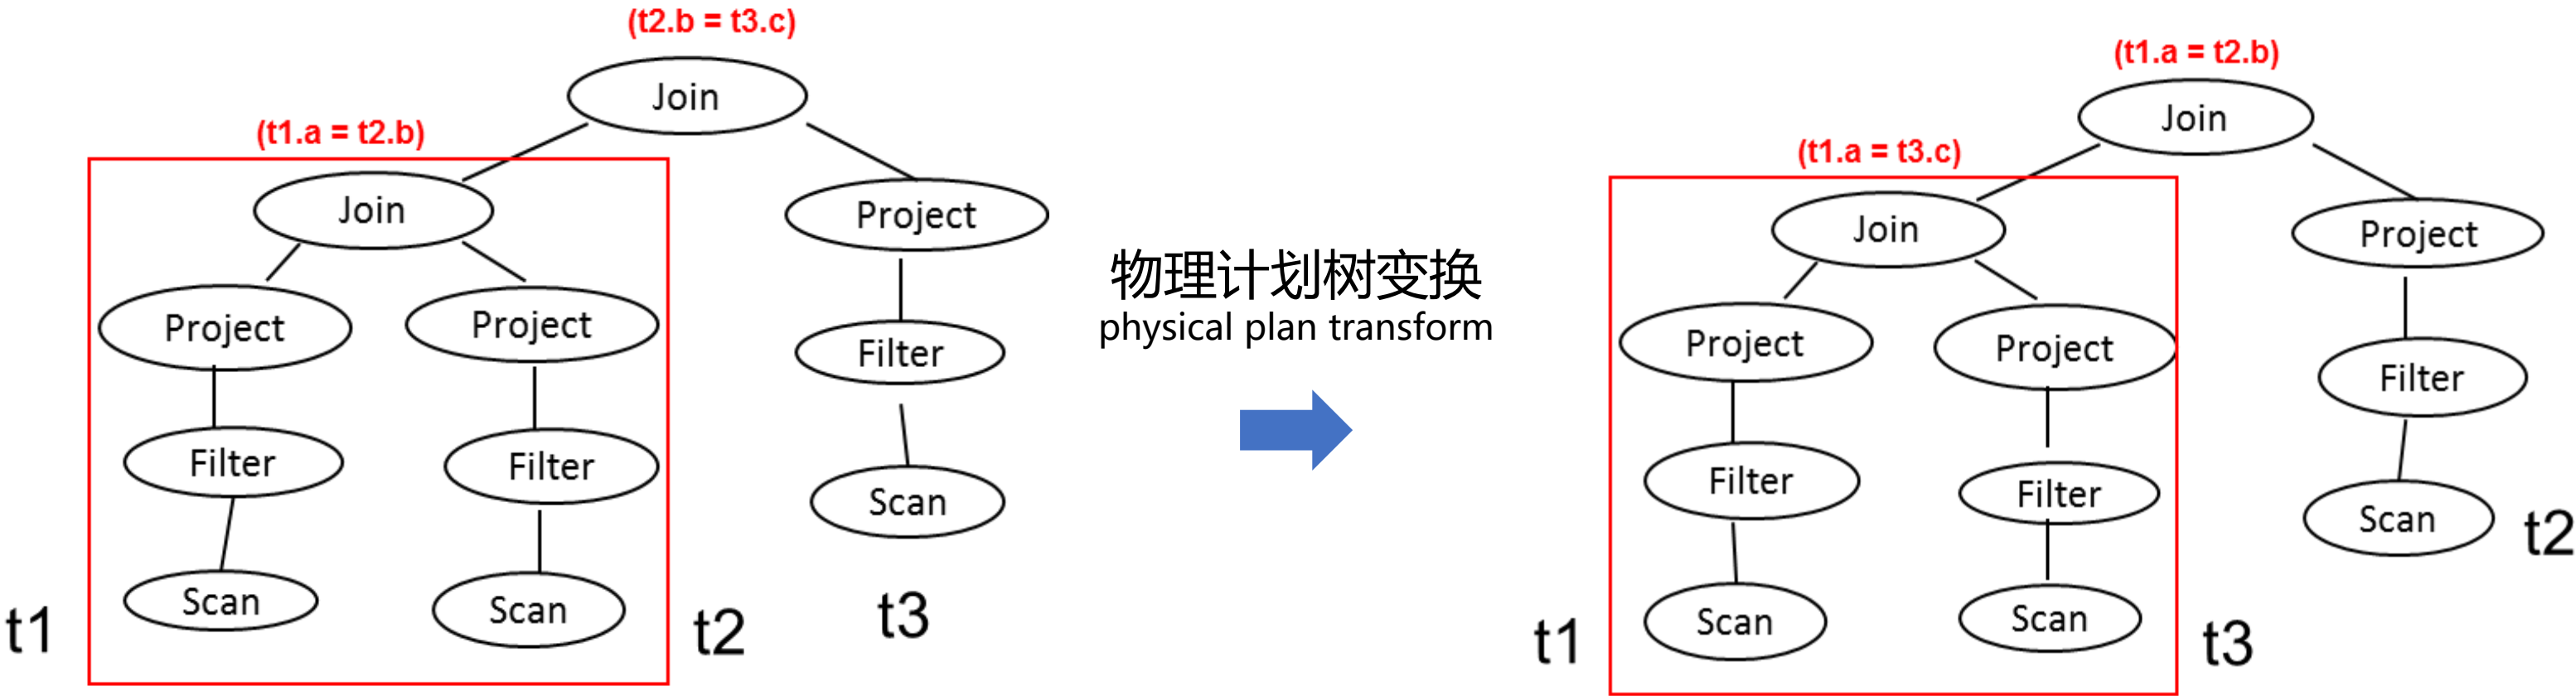 (t2.b = t3.c)
Join
(t1.a = t2.b)
Join
Project
Project
Project
Filter
Filter
Filter
Scan
Scan
Scan
t1
t2
t3
物理计划树变换
physical plan transform
(t1.a = t2.b)
Join
(t1.a = t3.c)
Join
Project
Project
Project
Filter
Filter
Filter
Scan
Scan
Scan
t1
t3
t2